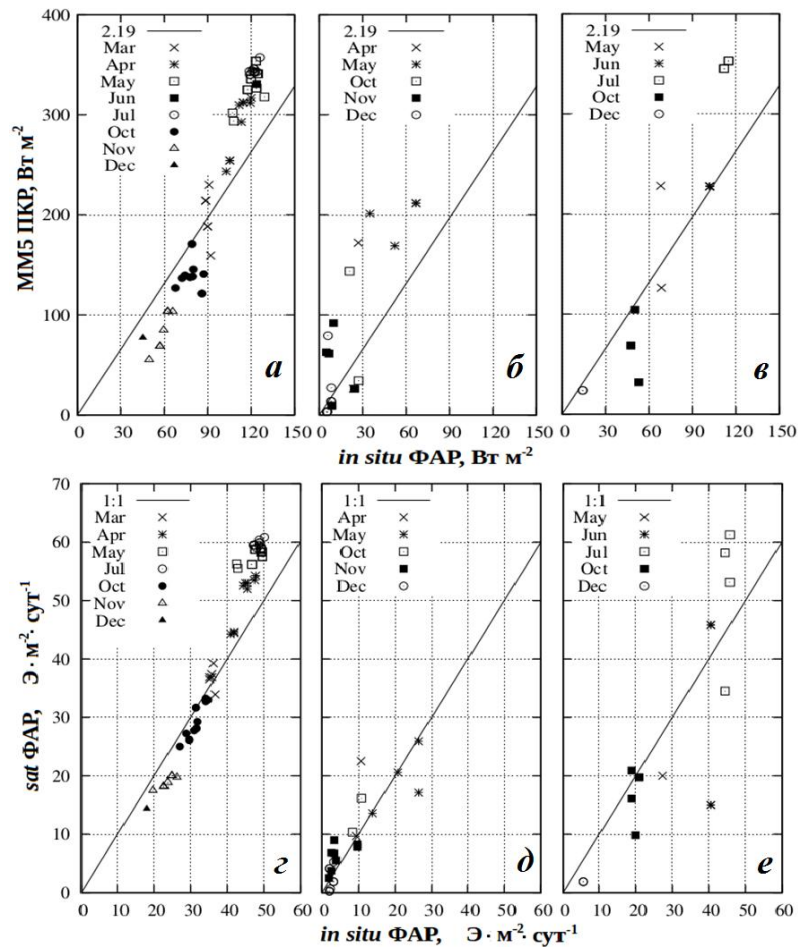 MM5 ПКР, Вт м-2
400
300
200
100
0
2.19
Mar
Apr
May
Jun
Jul
Oct
Nov
Dec
а
0 30 60 90 120 150
2.19
Apr
May
Oct
Nov
Dec
б
0 30 60 90 120 150
2.19
May
Jun
Jul
Oct
Dec
в
0 30 60 90 120 150
in situ ФАР, Вт м-2
sat ФАР, Э · м-2· сут-1
70
60
50
40
30
20
10
0
1:1
Mar
Apr
May
Jul
Oct
Nov
Dec
г
0 10 20 30 40 50 60
1:1
Apr
May
Oct
Nov
Dec
д
0 10 20 30 40 50 60
1:1
May
Jun
Jul
Oct
Dec
е
0 10 20 30 40 50 60
in situ ФАР, Э · м-2· сут-1